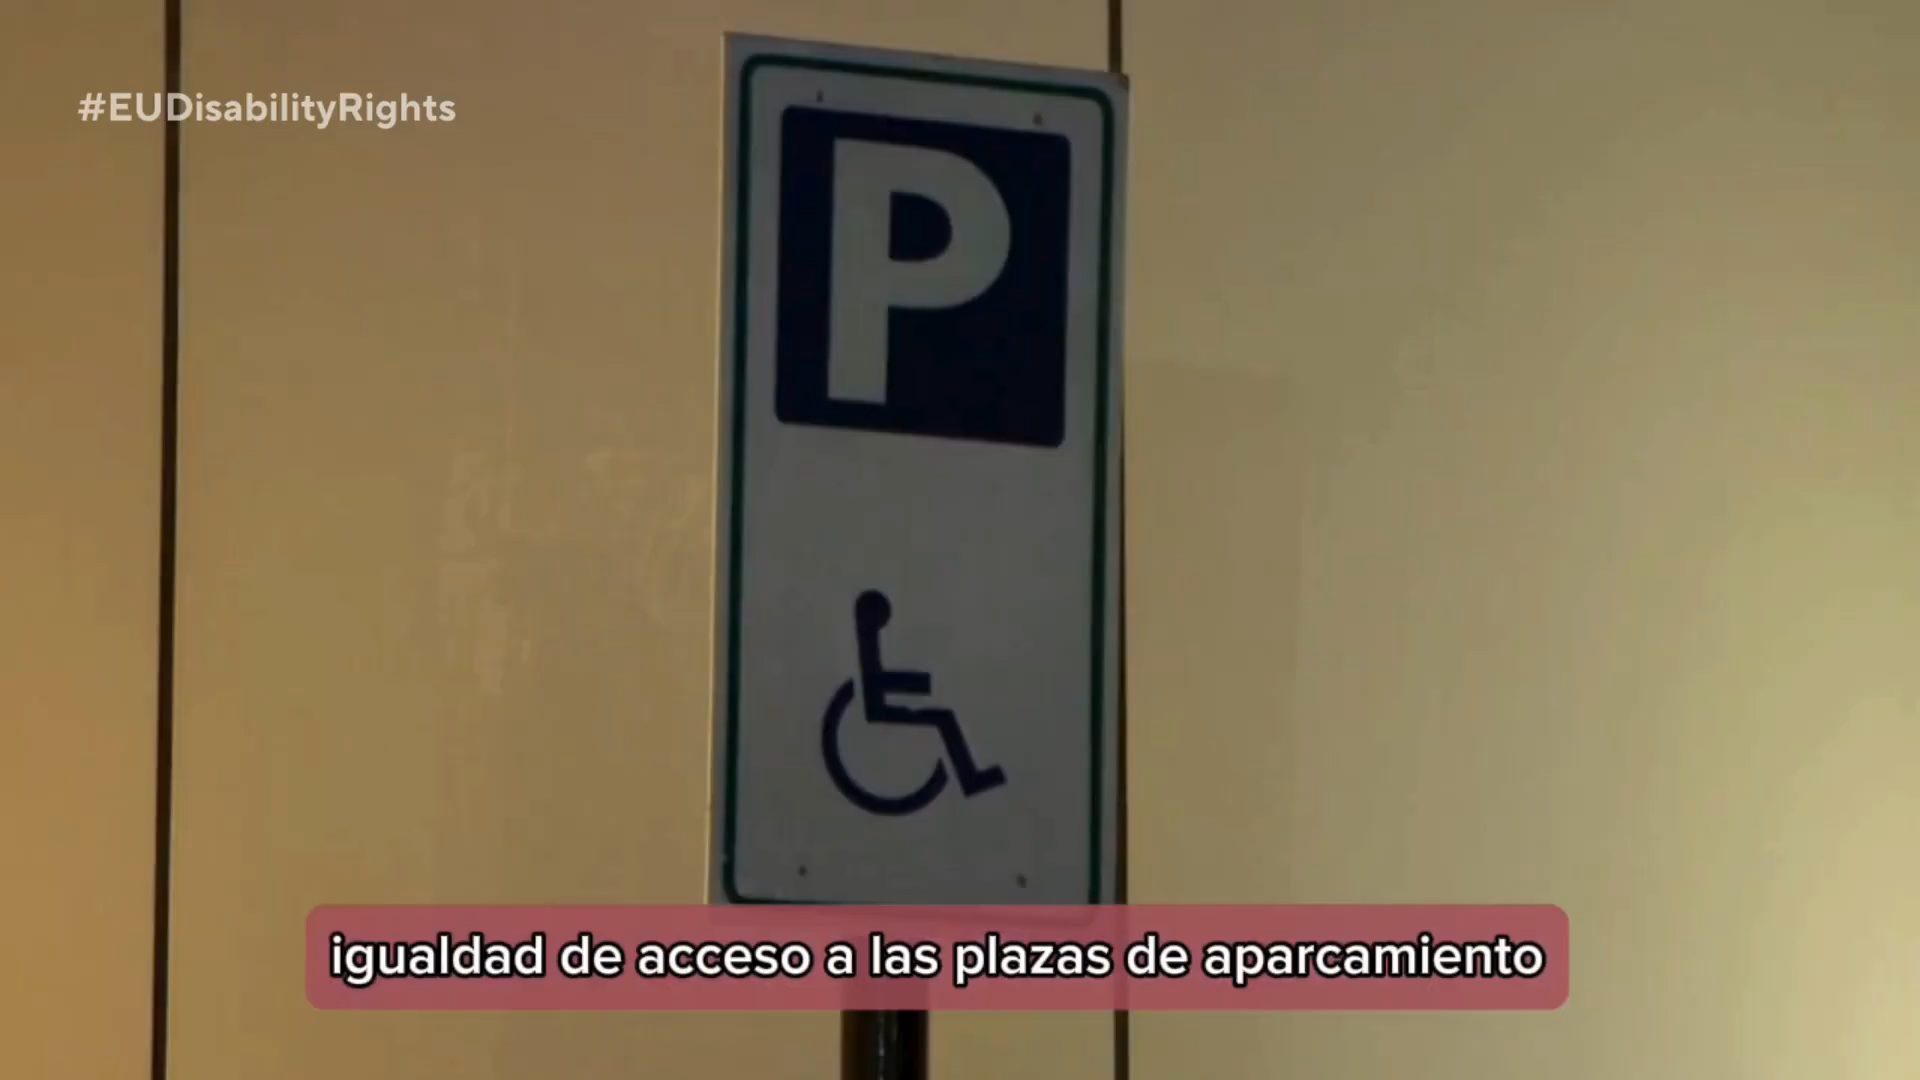 #EUDisabilityRights
P
igualdad de acceso a las plazas de aparcamiento